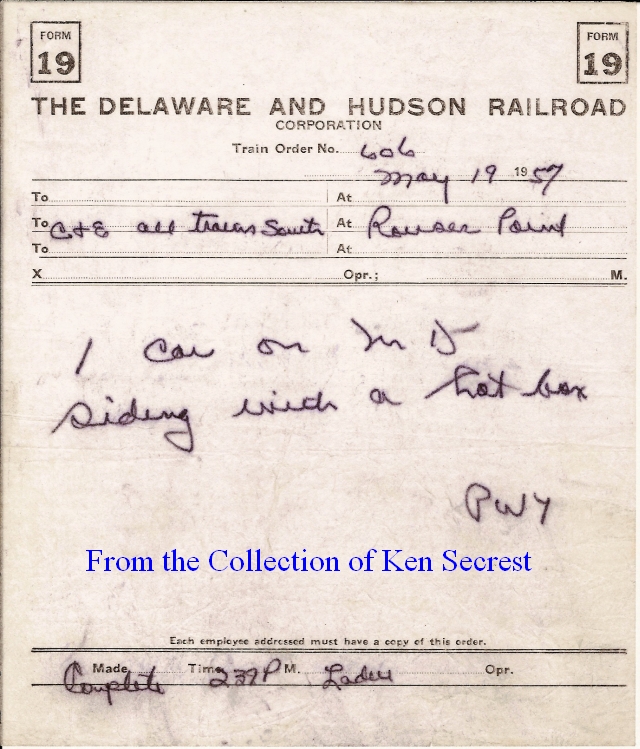 FORM 19 FORM 19
THE DELAWARE AND HUDSON RAILROAD
CORPORATION
Train Order No. 606
May 19 1957
To At
To C+E all trains South At Rouses Point
To At
X Opr.; M.
1 car on
siding with a hot box
PWY
From the Collection of Ken Secrest
Each employee addressed must have a copy of this order.
Made Complete Time 239P M. Opr.